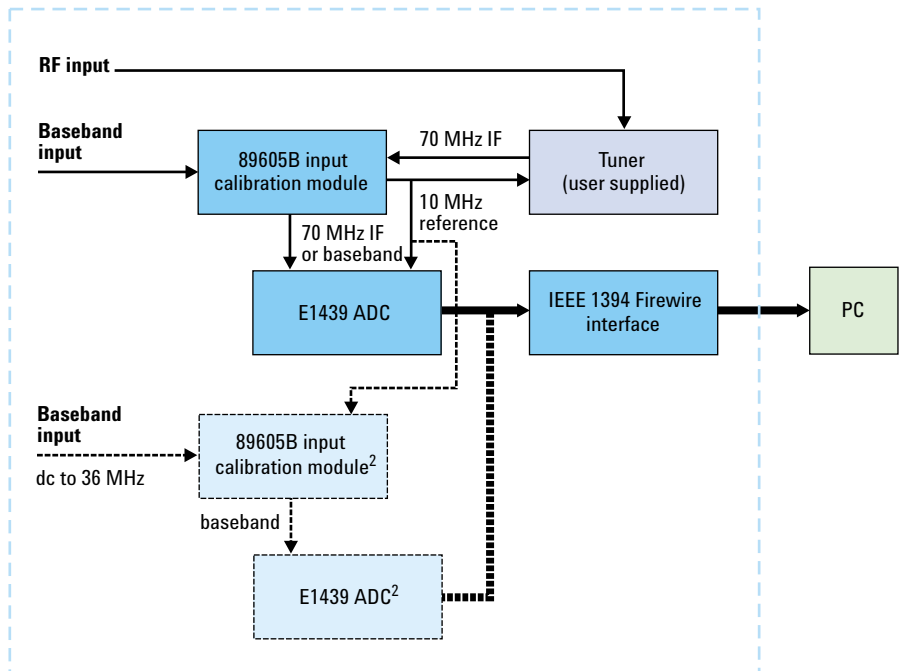 RF input
Baseband
input
89605B input
calibration module
70 MHz IF
Tuner
(user supplied)
10 MHz
reference
70 MHz IF
or baseband
E1439 ADC
IEEE 1394 Firewire
interface
PC
Baseband
input
dc to 36 MHz
89605B input
calibration module²
baseband
E1439 ADC²